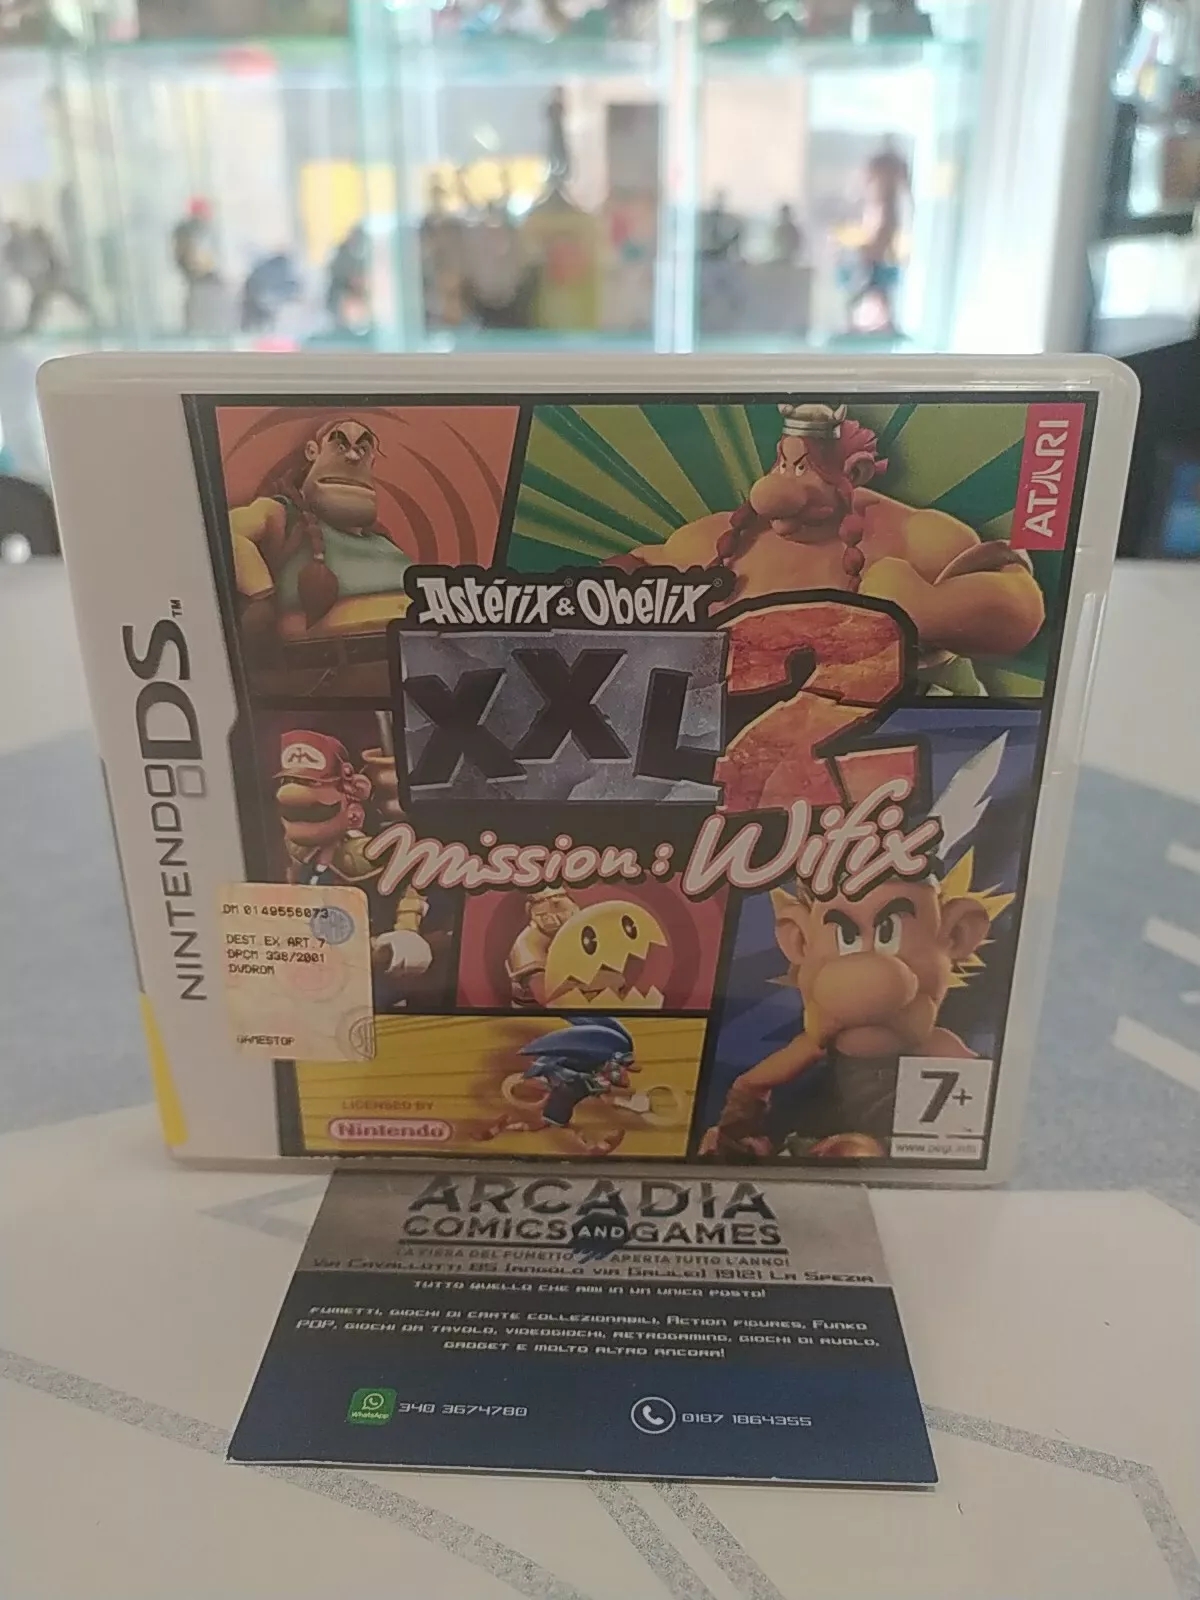 ATARI
Astérix & Obélix
XXL 2
Mission: Wifix
NINTENDO DS™
DM 0149556073
DEST.EX ART.7
DPCM 338/2001
DVDROM
GAMESTOP
LICENSED BY
Nintendo
7+
www.pegi.info
ARCADIA
COMICS AND GAMES
LA FIERA DEL FUMETTO APERTA TUTTO L'ANNO!
Via Cavallotti 85 (angolo via Galilei) 19121 La Spezia
TUTTO QUELLO CHE AMI IN UN UNICO POSTO!
FUMETTI, GIOCHI DI CARTE COLLEZIONABILI, ACTION FIGURES, FUNKO
POP, GIOCHI DA TAVOLO, VIDEOGIOCHI, RETROGAMING, GIOCHI DI RUOLO,
GADGET E MOLTO ALTRO ANCORA!
WhatsApp 340 3674780
0187 1864355